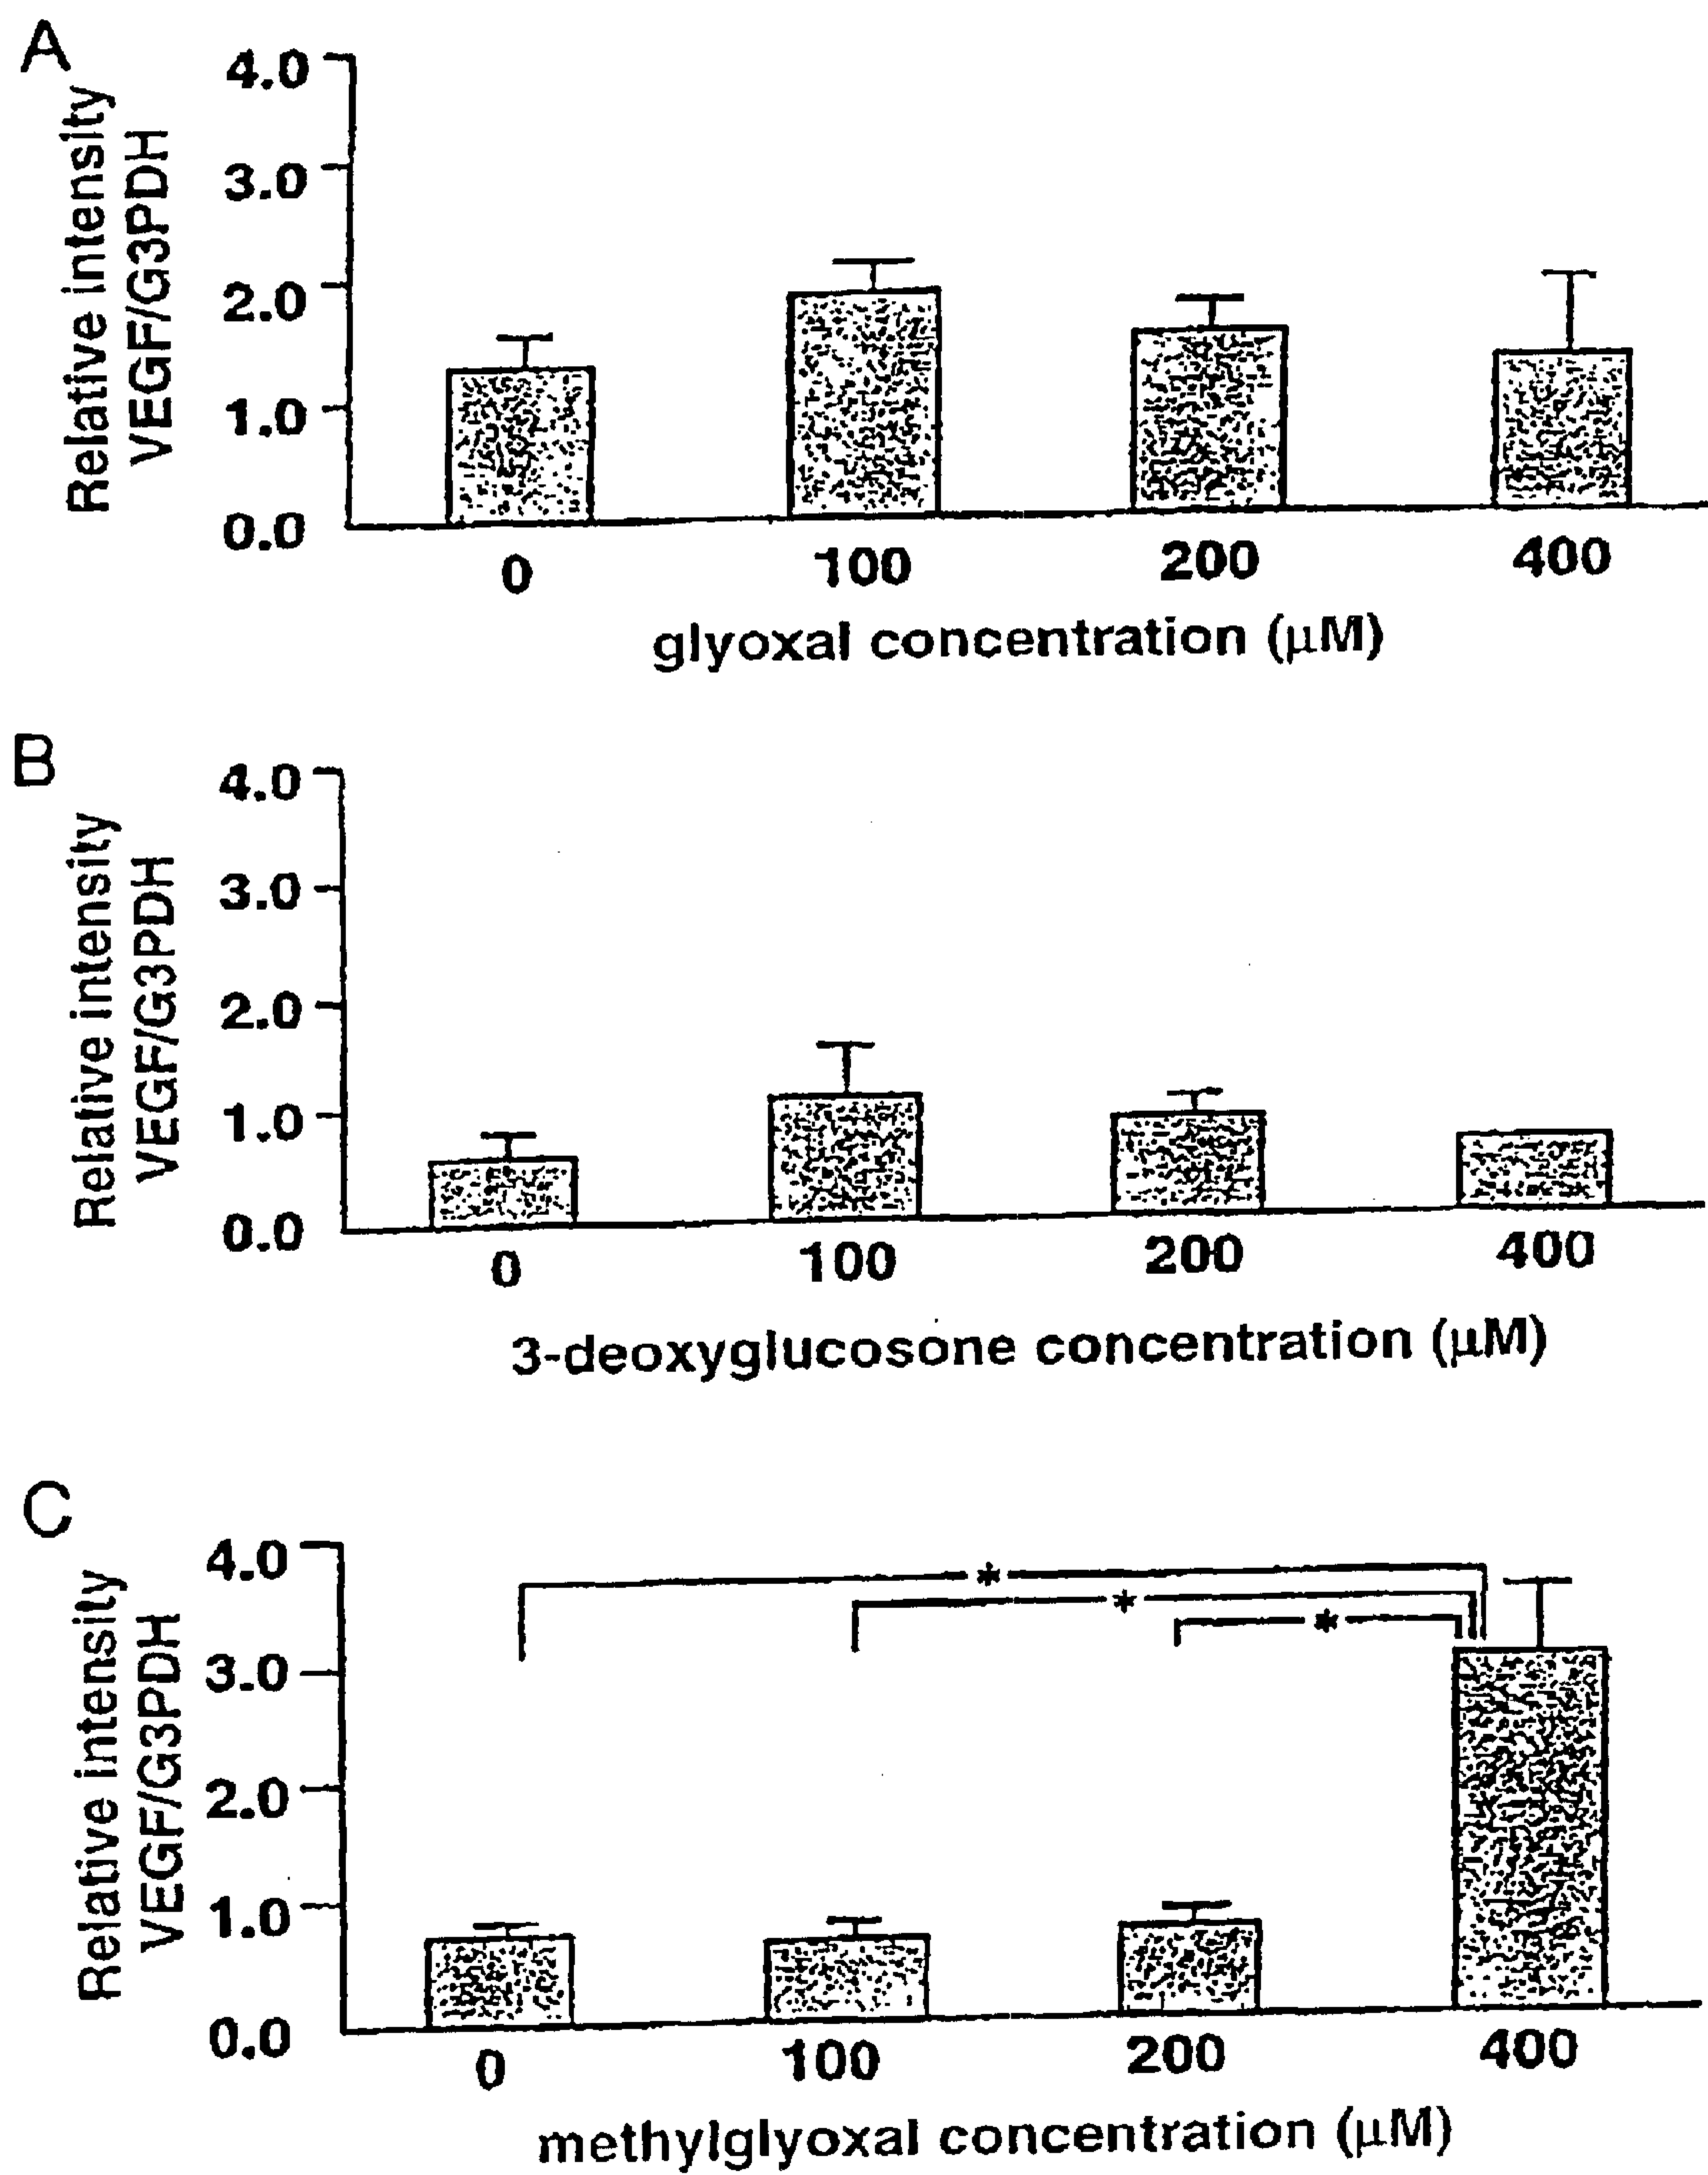 A
Relative intensity
VEGF/G3PDH
4.0
3.0
2.0
1.0
0.0
0 100 200 400
glyoxal concentration (μM)
B
Relative intensity
VEGF/G3PDH
4.0
3.0
2.0
1.0
0.0
0 100 200 400
3-deoxyglucosone concentration (μM)
C
Relative intensity
VEGF/G3PDH
4.0
3.0
2.0
1.0
0.0
*
*
*
0 100 200 400
methylglyoxal concentration (μM)